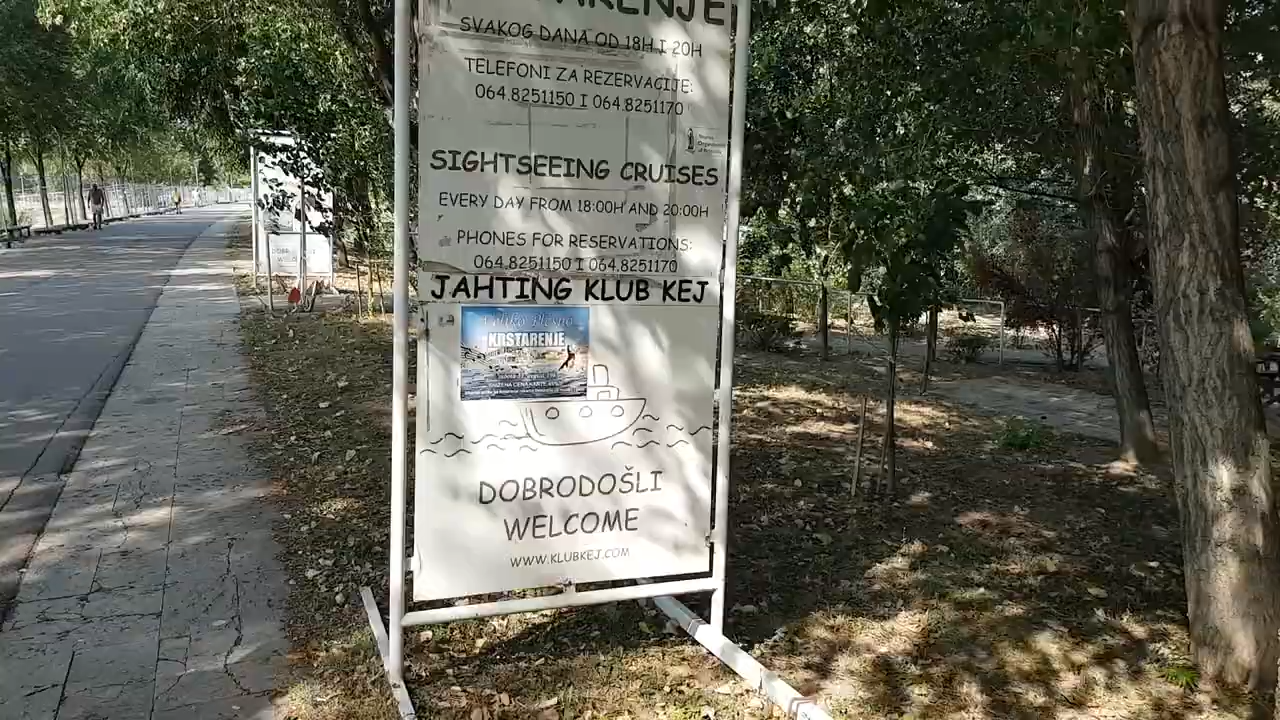 SVAKOG DANA OD 18H I 20H
TELEFONI ZA REZERVACIJE:
064.8251150 I 064.8251170
SIGHTSEEING CRUISES
EVERY DAY FROM 18:00H AND 20:00H
PHONES FOR RESERVATIONS:
064.8251150 I 064.8251170
JAHTING KLUB KEJ
KRSTARENJE
DOBRODOŠLI
WELCOME
WWW.KLUBKEJ.COM
WELCOME